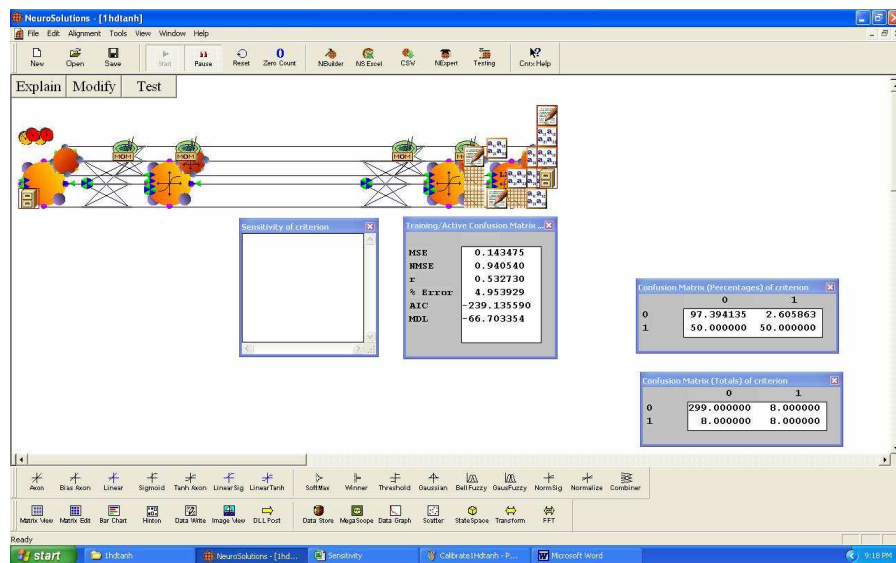 NeuroSolutions - [1hdtanh]
File Edit Alignment Tools View Window Help
New Open Save Start Pause Reset Zero Count NBuilder NS Excel CSW NExpert Testing Cntx Help
Explain Modify Test
MOM MOM MOM MOM
Sensitivity of criterion
Training/Active Confusion Matrix ...
MSE 0.143475
NMSE 0.940540
r 0.532730
% Error 4.953929
AIC -239.135590
MDL -66.703354
Confusion Matrix (Percentages) of criterion
0 1
0 97.394135 2.605863
1 50.000000 50.000000
Confusion Matrix (Totals) of criterion
0 1
0 299.000000 8.000000
1 8.000000 8.000000
Axon Bias Axon Linear Sigmoid Tanh Axon LinearSig LinearTanh SoftMax Winner Threshold Gaussian BellFuzzy GausFuzzy NormSig Normalize Combiner
Matrix View Matrix Edit Bar Chart Hinton Data Write Image View DLL Post Data Store MegaScope Data Graph Scatter StateSpace Transform FFT
Ready
start 1hdtanh NeuroSolutions - [1hd... Sensitivity Calibrate1Hdtanh - P... Microsoft Word 9:18 PM